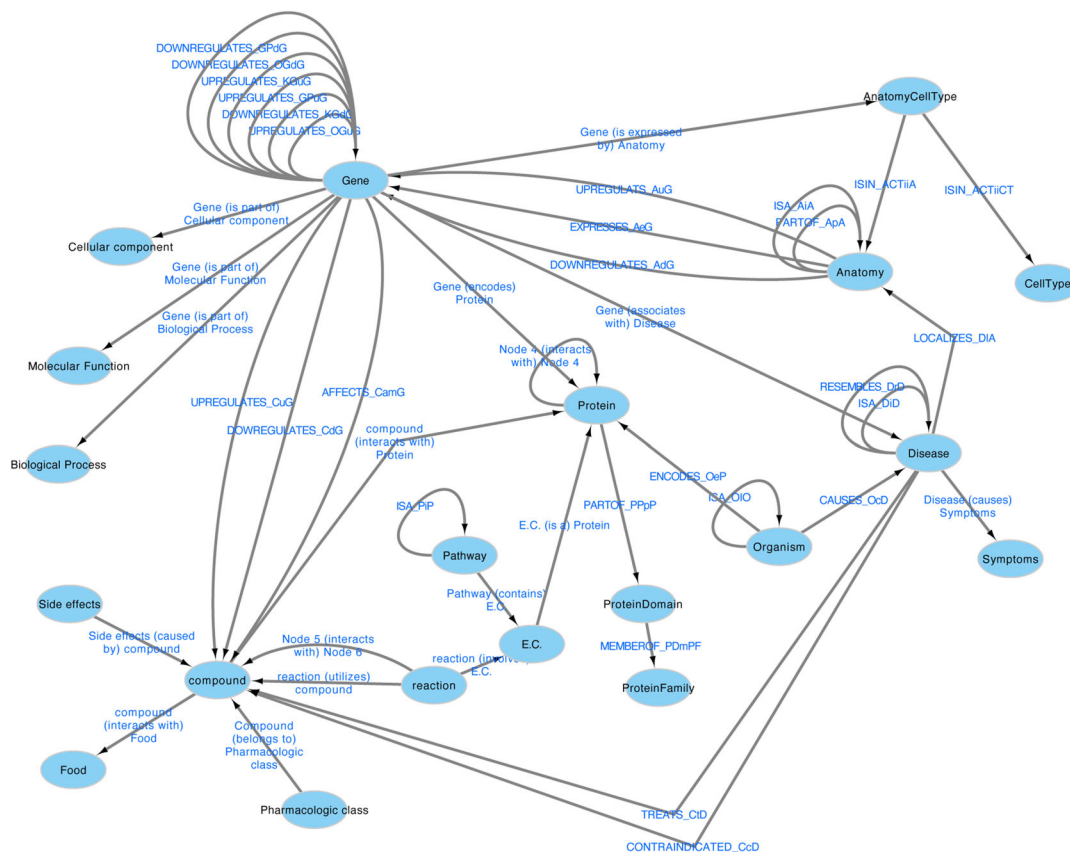 DOWNREGULATES_GPdG
DOWNREGULATES_OGdG
UPREGULATES_KGuG
UPREGULATES_GPuG
DOWNREGULATES_KGdG
UPREGULATES_OGuG
AnatomyCellType
Gene (is expressed
by) Anatomy
Gene
UPREGULATS_AuG
ISIN_ACTiiA
ISIN_ACTiiCT
ISA_AiA
PARTOF_ApA
Gene (is part of)
Cellular component
EXPRESSES_AeG
Cellular component
DOWNREGULATES_AdG
Anatomy
CellType
Gene (is part of)
Molecular Function
Gene (encodes)
Protein
Gene (associates
with) Disease
Gene (is part of)
Biological Process
LOCALIZES_DlA
Node 4 (interacts
with) Node 4
Molecular Function
RESEMBLES_DrD
ISA_DiD
AFFECTS_CamG
UPREGULATES_CuG
Protein
DOWREGULATES_CdG
compound
(interacts with)
Protein
Disease
Biological Process
ENCODES_OeP
ISA_OIO
CAUSES_OcD
Disease (causes)
Symptoms
ISA_PiP
PARTOF_PPpP
E.C. (is a) Protein
Pathway
Organism
Symptoms
Pathway (contains)
E.C.
Side effects
ProteinDomain
Side effects (caused
by) compound
Node 5 (interacts
with) Node 6
E.C.
MEMBEROF_PDmPF
reaction (involve
E.C.
reaction (utilizes)
compound
compound
reaction
ProteinFamily
compound
(interacts with)
Food
Compound
(belongs to)
Pharmacologic
class
Food
Pharmacologic class
TREATS_CtD
CONTRAINDICATED_CcD